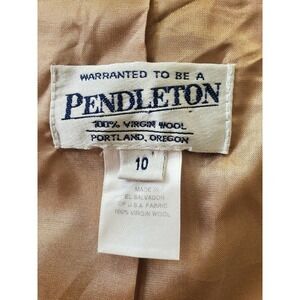 WARRANTED TO BE A
PENDLETON
100% VIRGIN WOOL
PORTLAND, OREGON
10
MADE IN
EL SALVADOR
OF U.S.A. FABRIC
100% VIRGIN WOOL